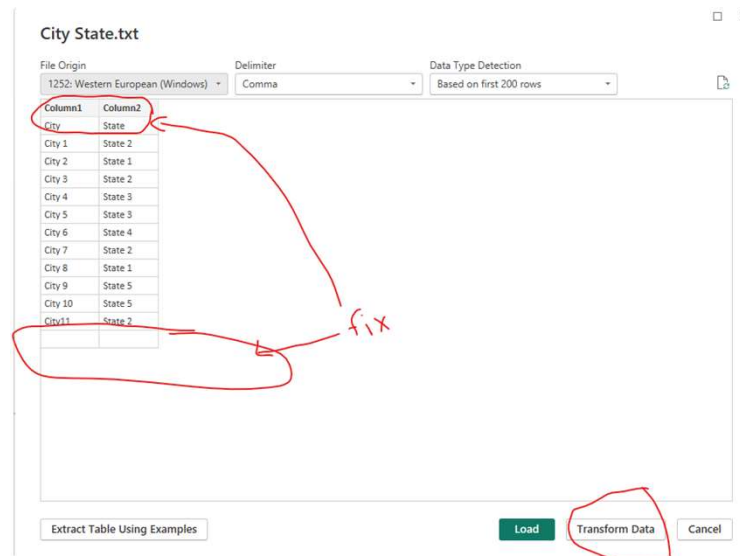 City State.txt
File Origin Delimiter Data Type Detection
1252: Western European (Windows) Comma Based on first 200 rows
Column1 Column2
City State
City 1 State 2
City 2 State 1
City 3 State 2
City 4 State 3
City 5 State 3
City 6 State 4
City 7 State 2
City 8 State 1
City 9 State 5
City 10 State 5
City11 State 2
fix
Extract Table Using Examples Load Transform Data Cancel